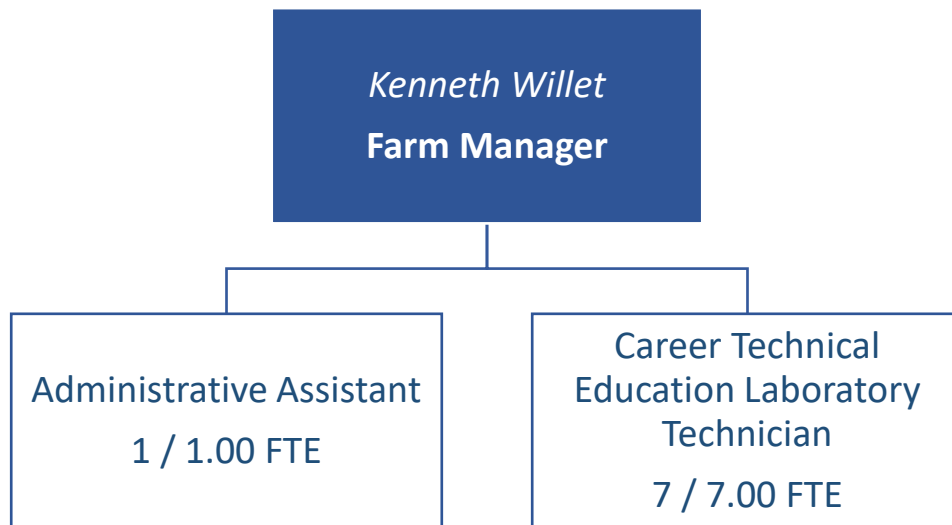 Kenneth Willet
Farm Manager
Administrative Assistant
1 / 1.00 FTE
Career Technical
Education Laboratory
Technician
7 / 7.00 FTE